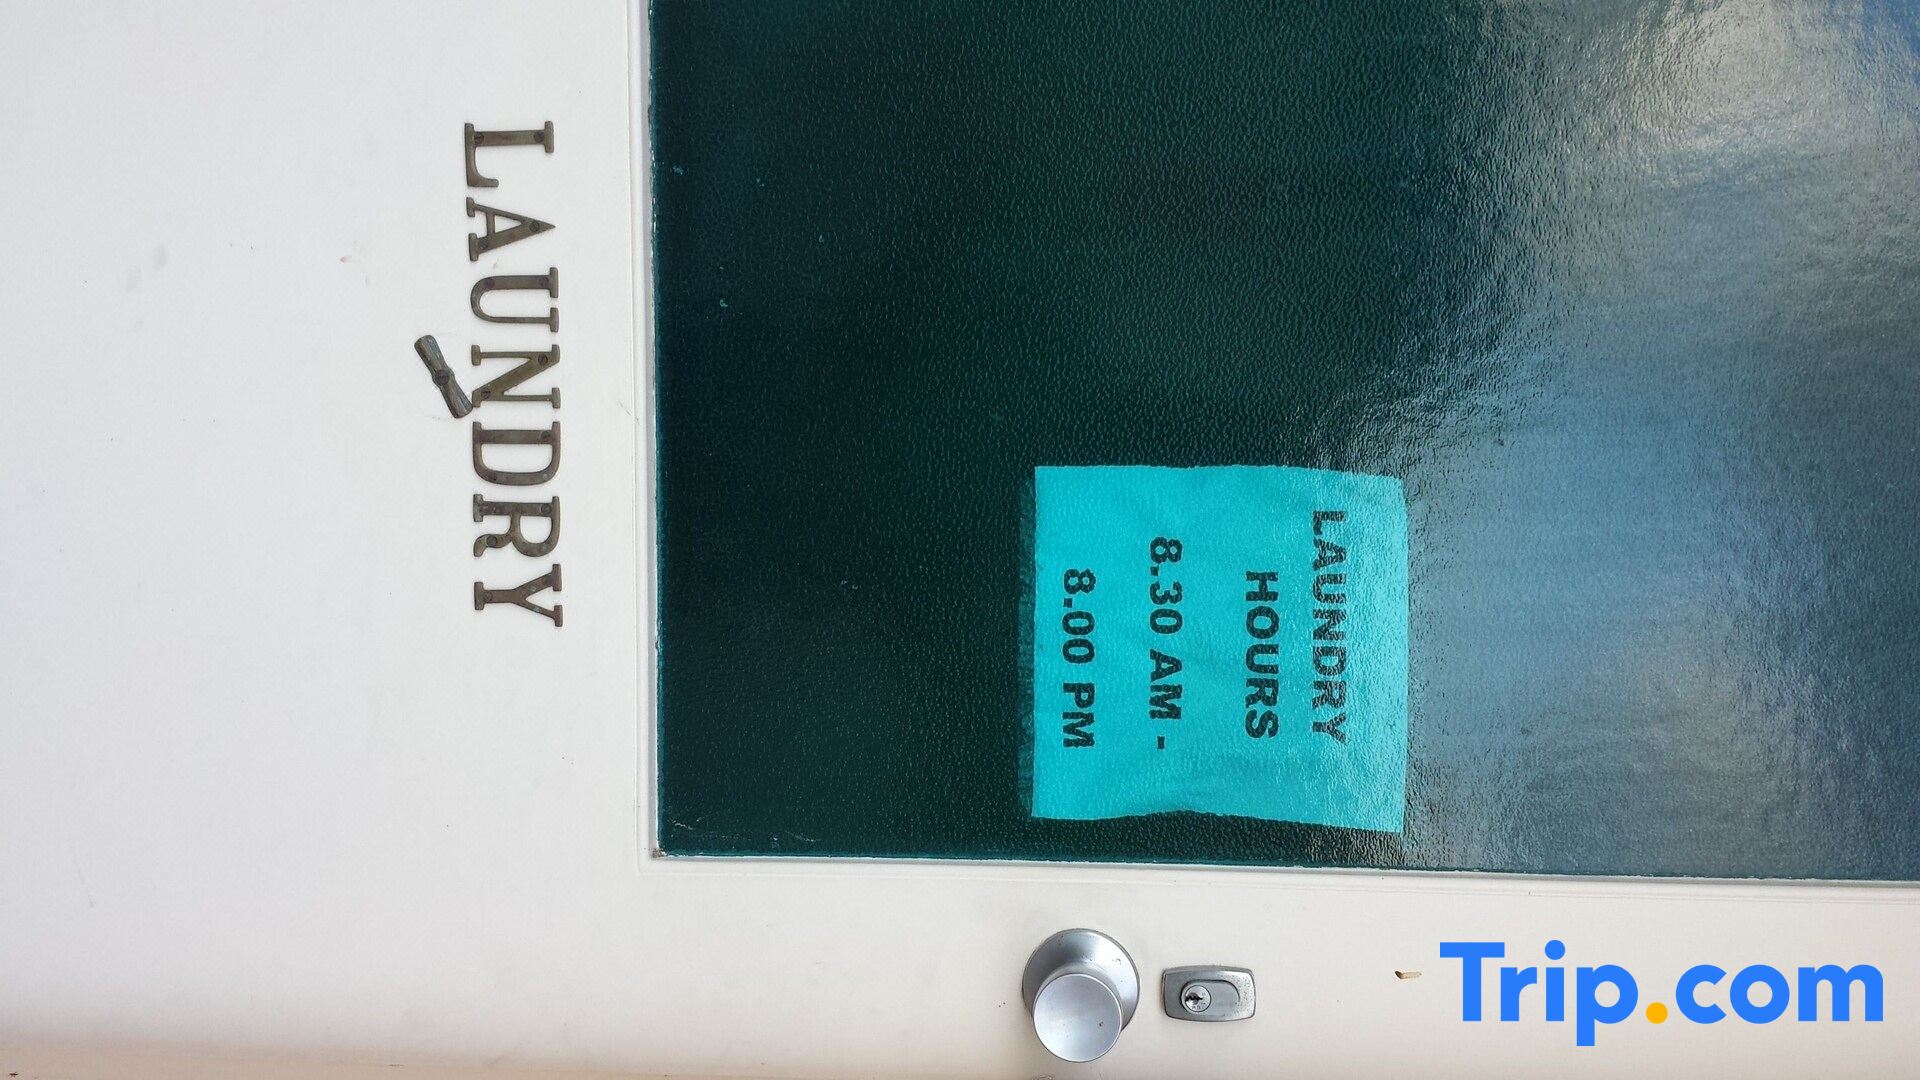 LAUNDRY
HOURS
8.30 AM -
8.00 PM
LAUNDRY
Trip.com